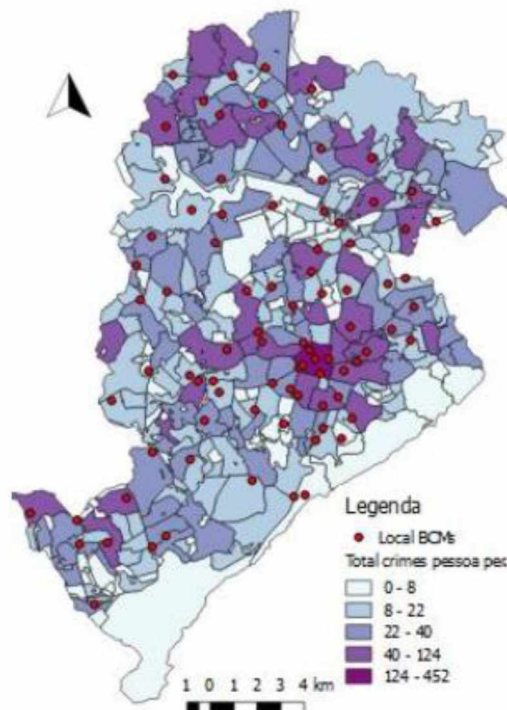 Legenda
Local BCMs
Total crimes pessoa pec
0 - 8
8 - 22
22 - 40
40 - 124
124 - 452
1 0 1 2 3 4 km